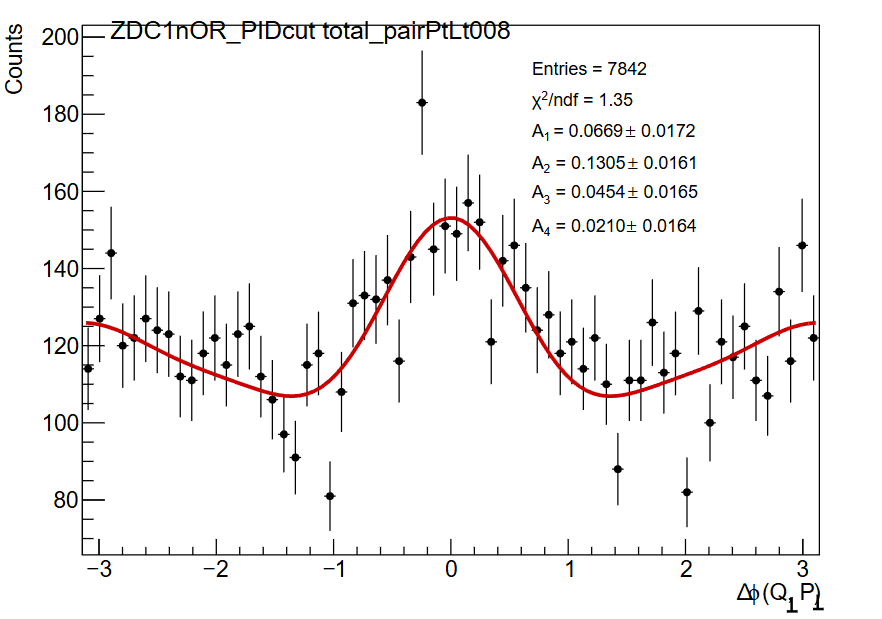 ZDC1nOR_PIDcut total_pairPtLt008
Counts
Entries = 7842
χ²/ndf = 1.35
A₁ = 0.0669± 0.0172
A₂ = 0.1305± 0.0161
A₃ = 0.0454± 0.0165
A₄ = 0.0210± 0.0164
200
180
160
140
120
100
80
−3 −2 −1 0 1 2 3
Δϕ(Q⊥,P⊥)